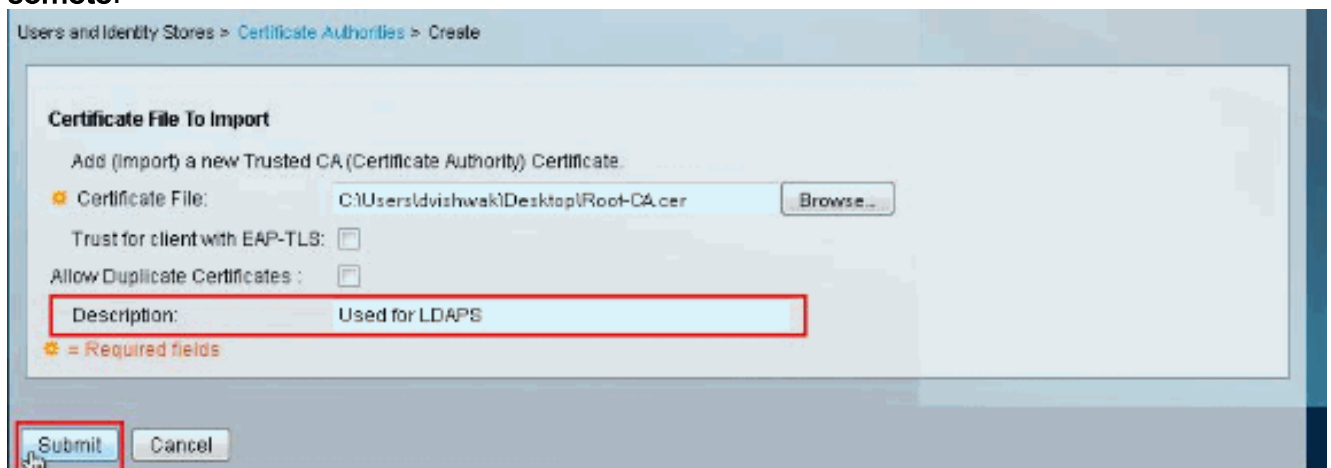 Users and Identity Stores > Certificate Authorities > Create
Certificate File To Import
Add (Import) a new Trusted CA (Certificate Authority) Certificate.
Certificate File: C:\Users\dvishwak\Desktop\Root-CA.cer Browse...
Trust for client with EAP-TLS:
Allow Duplicate Certificates :
Description: Used for LDAPS
= Required fields
Submit Cancel